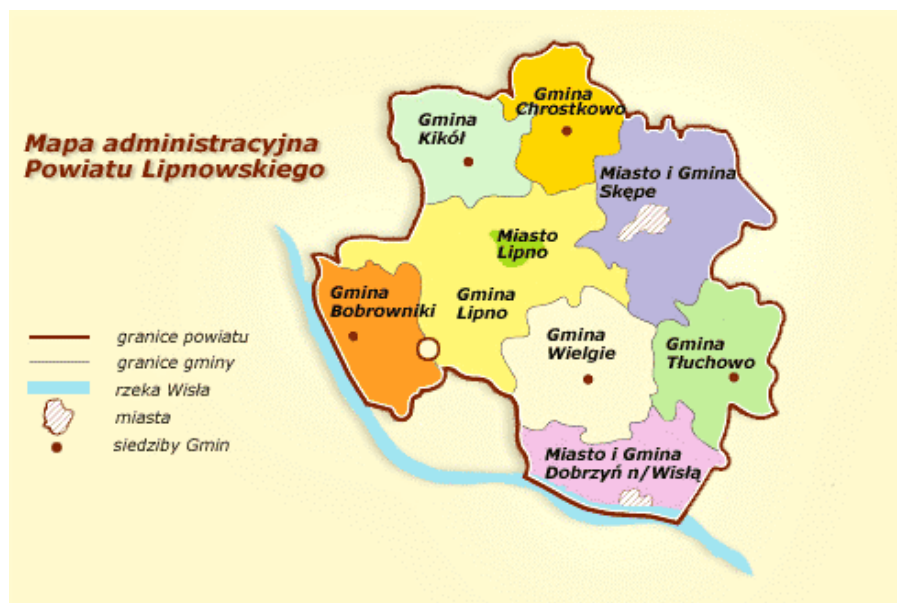 Mapa administracyjna
Powiatu Lipnowskiego
Gmina
Chrostkowo
Gmina
Kikół
Miasto i Gmina
Skępe
Miasto
Lipno
Gmina
Bobrowniki
Gmina
Lipno
Gmina
Wielgie
Gmina
Tłuchowo
Miasto i Gmina
Dobrzyń n/Wisłą
granice powiatu
granice gminy
rzeka Wisła
miasta
siedziby Gmin